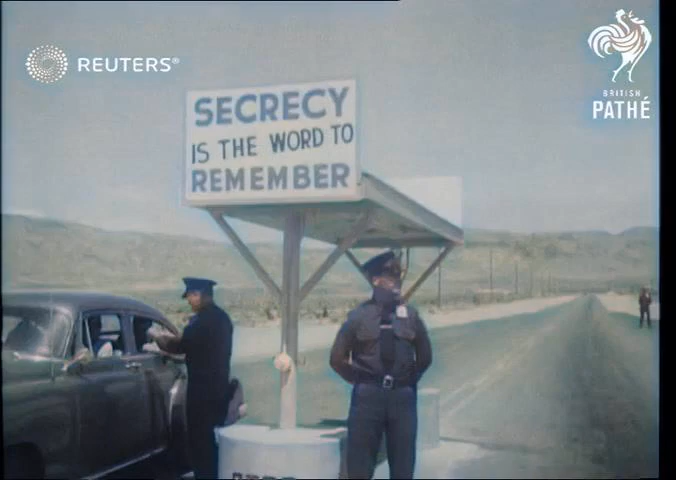 REUTERS®
BRITISH
PATHÉ
SECRECY
IS THE WORD TO
REMEMBER